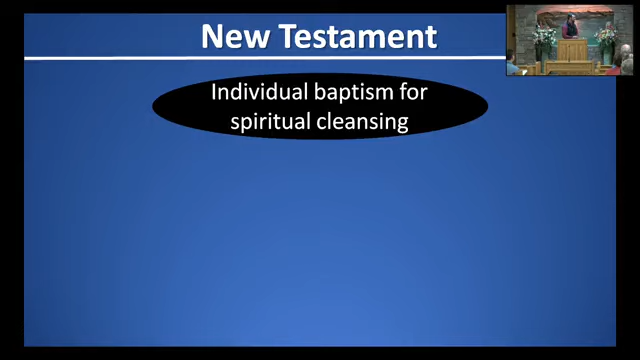 New Testament
Individual baptism for
spiritual cleansing